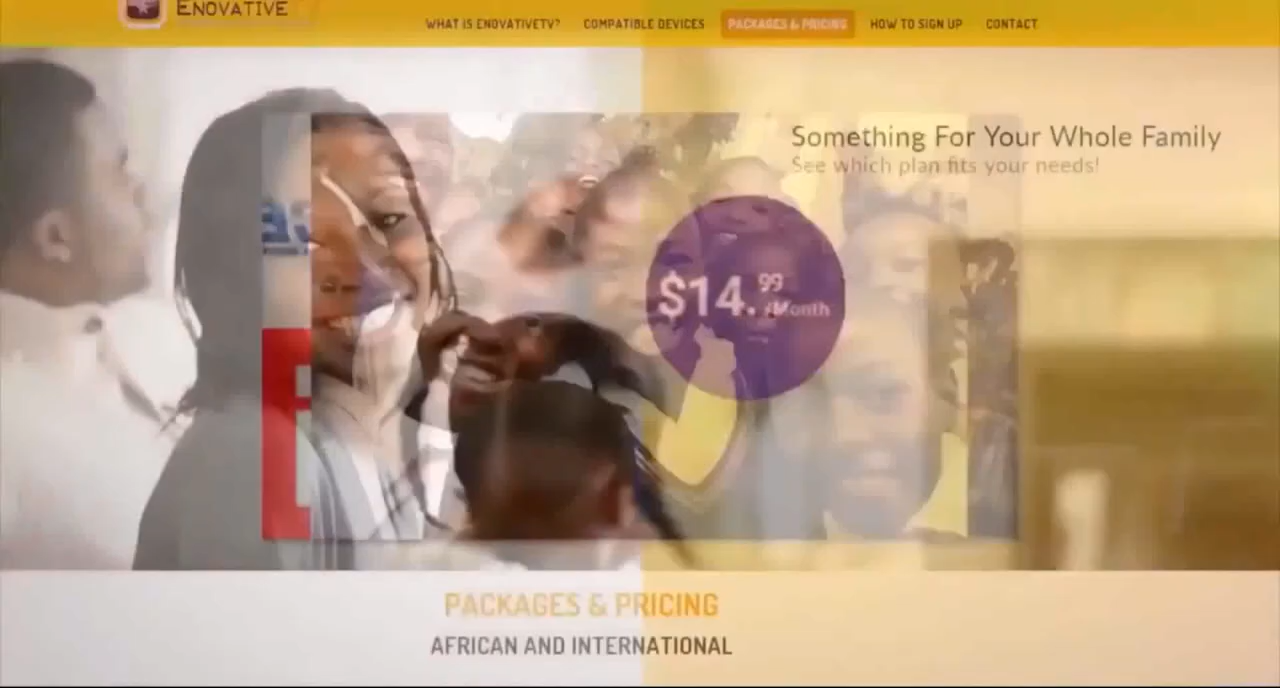 ENOVATIVE
WHAT IS ENOVATIVETV? COMPATIBLE DEVICES PACKAGES & PRICING HOW TO SIGN UP CONTACT
Something For Your Whole Family
See which plan fits your needs!
$14.99 /Month
PACKAGES & PRICING
AFRICAN AND INTERNATIONAL